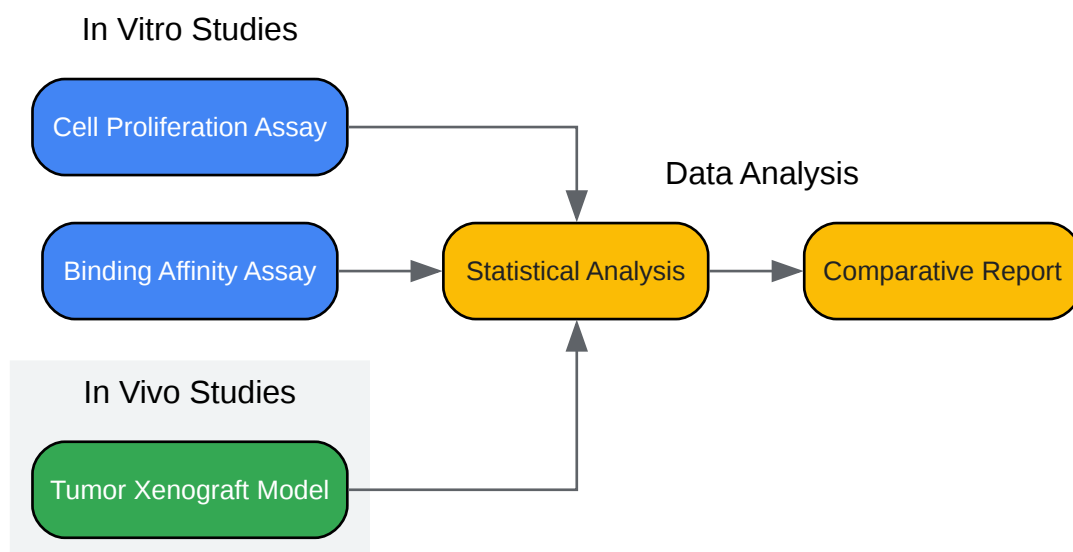 In Vitro Studies
Cell Proliferation Assay
Data Analysis
Binding Affinity Assay
Statistical Analysis
Comparative Report
In Vivo Studies
Tumor Xenograft Model